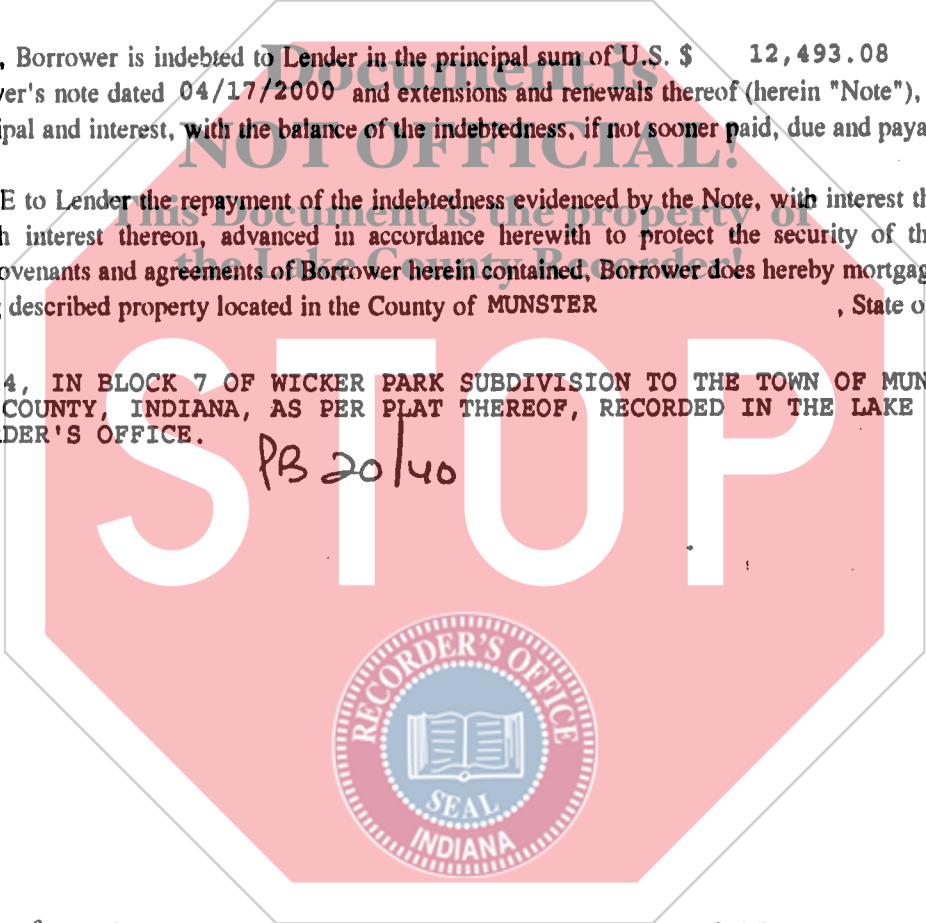 , Borrower is indebted to Lender in the principal sum of U.S. $ 12,493.08
Document is
er's note dated 04/17/2000 and extensions and renewals thereof (herein "Note"),
ipal and interest, with the balance of the indebtedness, if not sooner paid, due and paya
NOT OFFICIAL!
E to Lender the repayment of the indebtedness evidenced by the Note, with interest th
This Document is the property of
h interest thereon, advanced in accordance herewith to protect the security of th
the Lake County Recorder!
ovenants and agreements of Borrower herein contained, Borrower does hereby mortgag
described property located in the County of MUNSTER , State o
4, IN BLOCK 7 OF WICKER PARK SUBDIVISION TO THE TOWN OF MUN
COUNTY, INDIANA, AS PER PLAT THEREOF, RECORDED IN THE LAKE
DER'S OFFICE.
PB 20/40
STOP
RECORDER'S OFFICE
SEAL
INDIANA